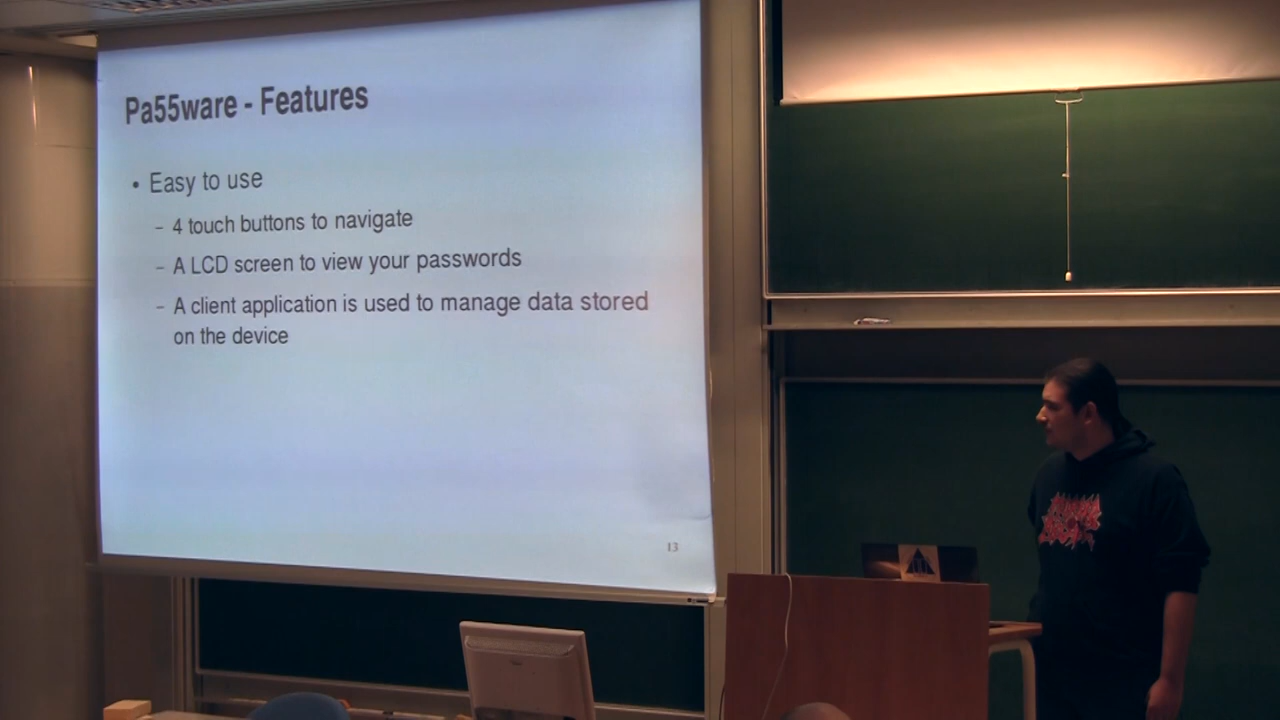 Pa55ware - Features
• Easy to use
– 4 touch buttons to navigate
– A LCD screen to view your passwords
– A client application is used to manage data stored
on the device
13